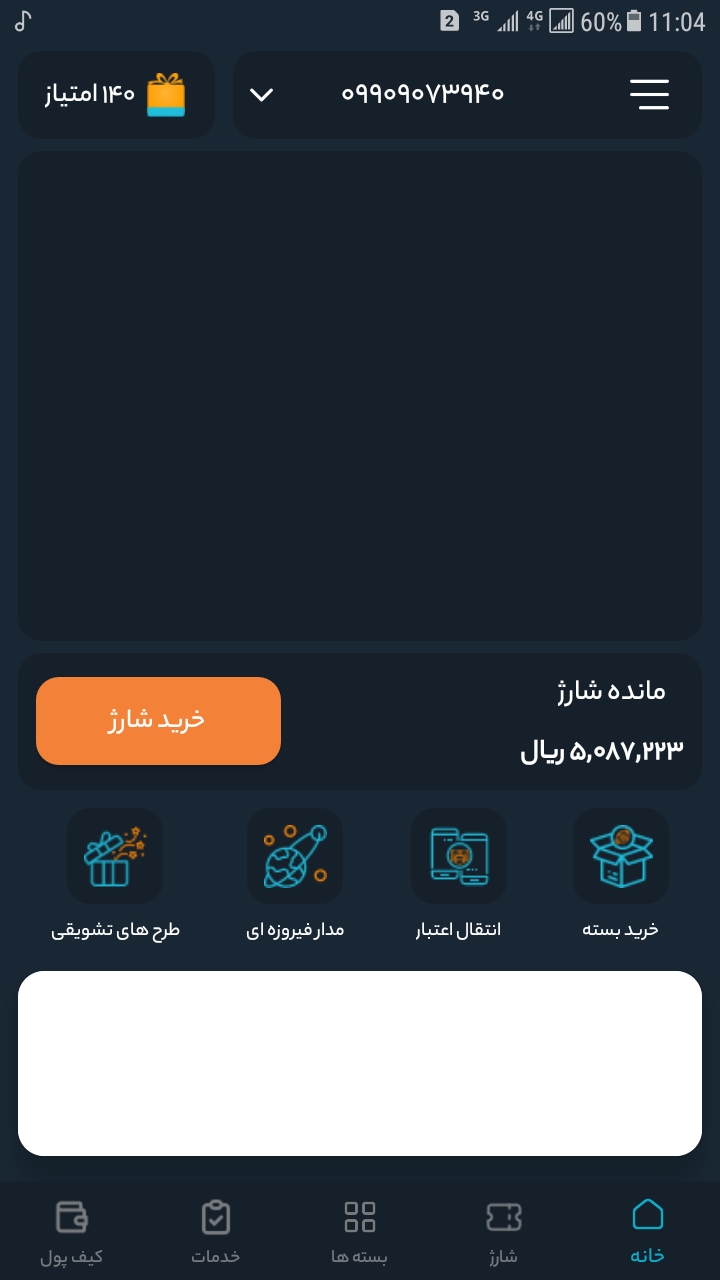 2 3G 4G 60% 11:04
۰۹۹۰۹۰۷۳۹۴۰
۱۴۰ امتیاز
مانده شارژ
۵,۰۸۷,۲۲۳ ریال
خرید شارژ
خرید بسته
انتقال اعتبار
مدار فیروزه ای
طرح های تشویقی
خانه
شارژ
بسته ها
خدمات
کیف پول